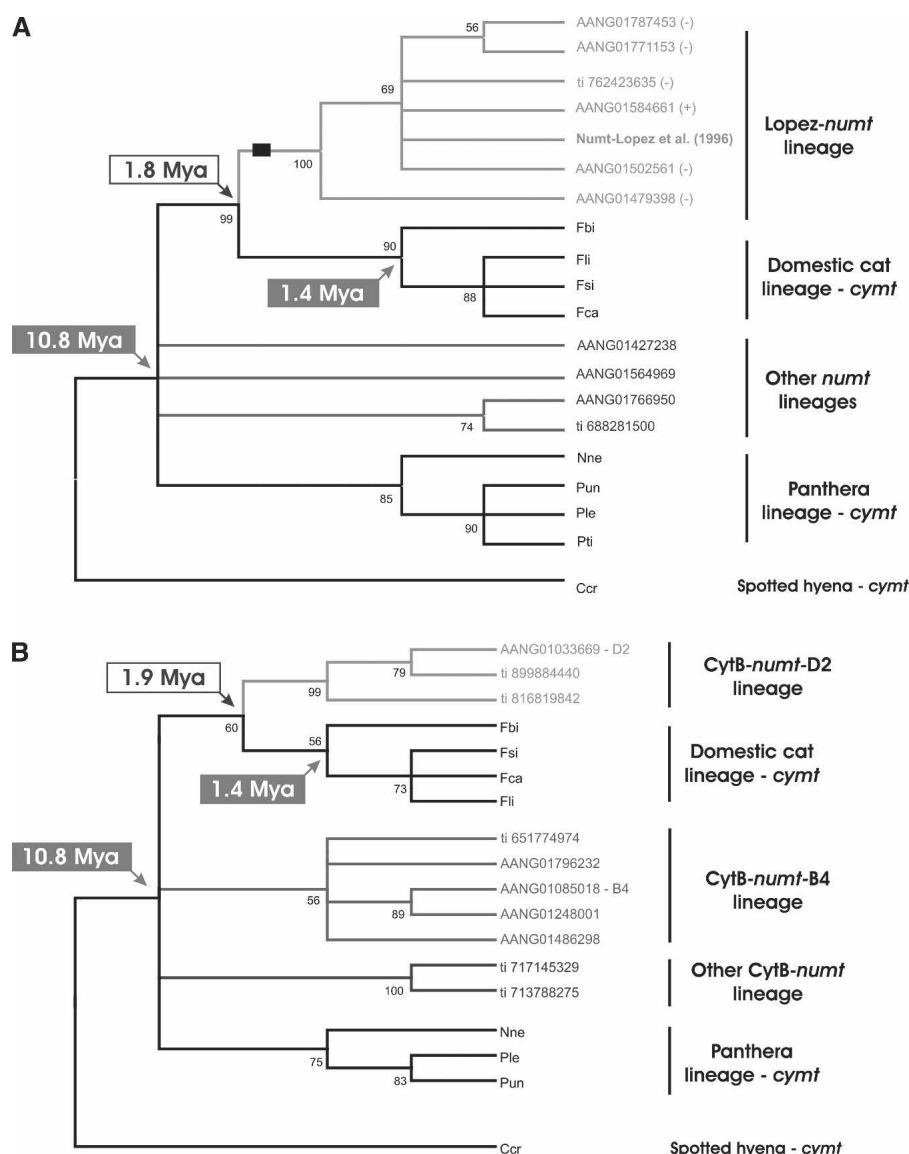 A
56
AANG01787453 (-)
AANG01771153 (-)
69
ti 762423635 (-)
AANG01584661 (+)
Numt-Lopez et al. (1996)
100
AANG01502561 (-)
AANG01479398 (-)
Lopez-numt
lineage
1.8 Mya
99
90
Fbi
Fli
1.4 Mya
88
Fsi
Fca
Domestic cat
lineage - cymt
10.8 Mya
AANG01427238
AANG01564969
AANG01766950
74
ti 688281500
Other numt
lineages
Nne
85
Pun
Ple
90
Pti
Panthera
lineage - cymt
Ccr
Spotted hyena - cymt
B
AANG01033669 - D2
79
ti 899884440
99
ti 816819842
CytB-numt-D2
lineage
1.9 Mya
60
56
Fbi
Fsi
1.4 Mya
73
Fca
Fli
Domestic cat
lineage - cymt
10.8 Mya
ti 651774974
AANG01796232
56
AANG01085018 - B4
89
AANG01248001
AANG01486298
CytB-numt-B4
lineage
ti 717145329
100
ti 713788275
Other CytB-numt
lineage
Nne
75
Ple
83
Pun
Panthera
lineage - cymt
Ccr
Spotted hyena - cymt